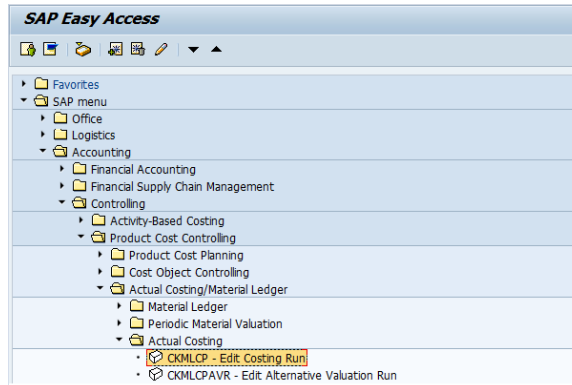 SAP Easy Access
Favorites
SAP menu
Office
Logistics
Accounting
Financial Accounting
Financial Supply Chain Management
Controlling
Activity-Based Costing
Product Cost Controlling
Product Cost Planning
Cost Object Controlling
Actual Costing/Material Ledger
Material Ledger
Periodic Material Valuation
Actual Costing
CKMLCP - Edit Costing Run
CKMLCPAVR - Edit Alternative Valuation Run